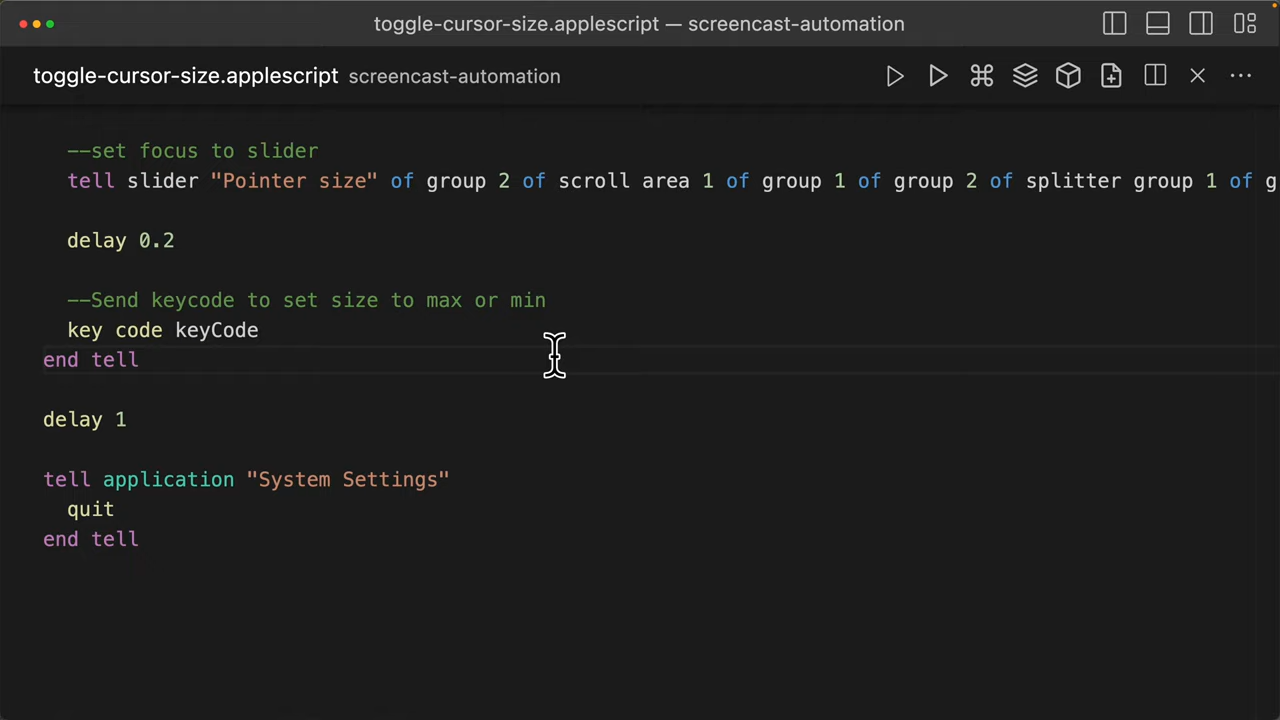 toggle-cursor-size.applescript — screencast-automation
toggle-cursor-size.applescript screencast-automation
--set focus to slider
tell slider "Pointer size" of group 2 of scroll area 1 of group 1 of group 2 of splitter group 1 of g
delay 0.2
--Send keycode to set size to max or min
key code keyCode
end tell
delay 1
tell application "System Settings"
quit
end tell